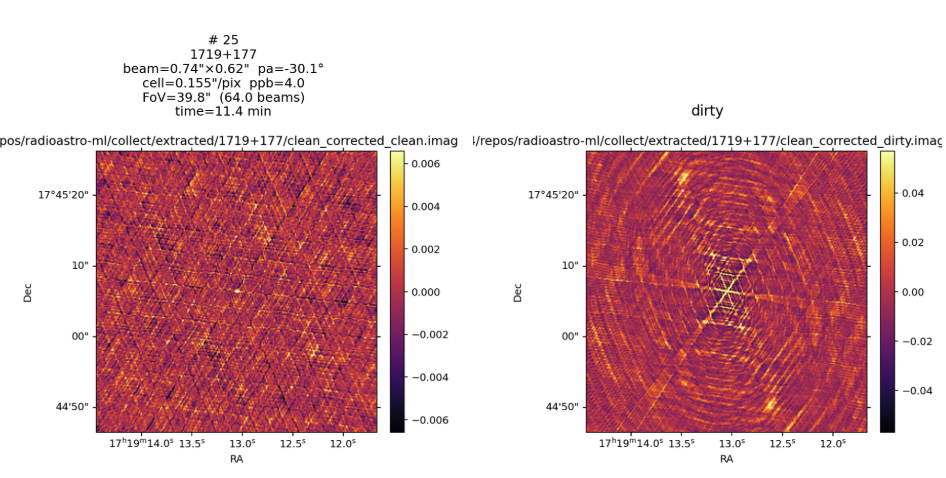 # 25
1719+177
beam=0.74"×0.62"  pa=-30.1°
cell=0.155"/pix  ppb=4.0
FoV=39.8"  (64.0 beams)
time=11.4 min
pos/radioastro-ml/collect/extracted/1719+177/clean_corrected_clean.imag
0.006
0.004
0.002
0.000
−0.002
−0.004
−0.006
17°45'20"
10"
00"
44'50"
Dec
17h19m14.0s 13.5s 13.0s 12.5s 12.0s
RA
dirty
/repos/radioastro-ml/collect/extracted/1719+177/clean_corrected_dirty.imag
0.04
0.02
0.00
−0.02
−0.04
17°45'20"
10"
00"
44'50"
Dec
17h19m14.0s 13.5s 13.0s 12.5s 12.0s
RA